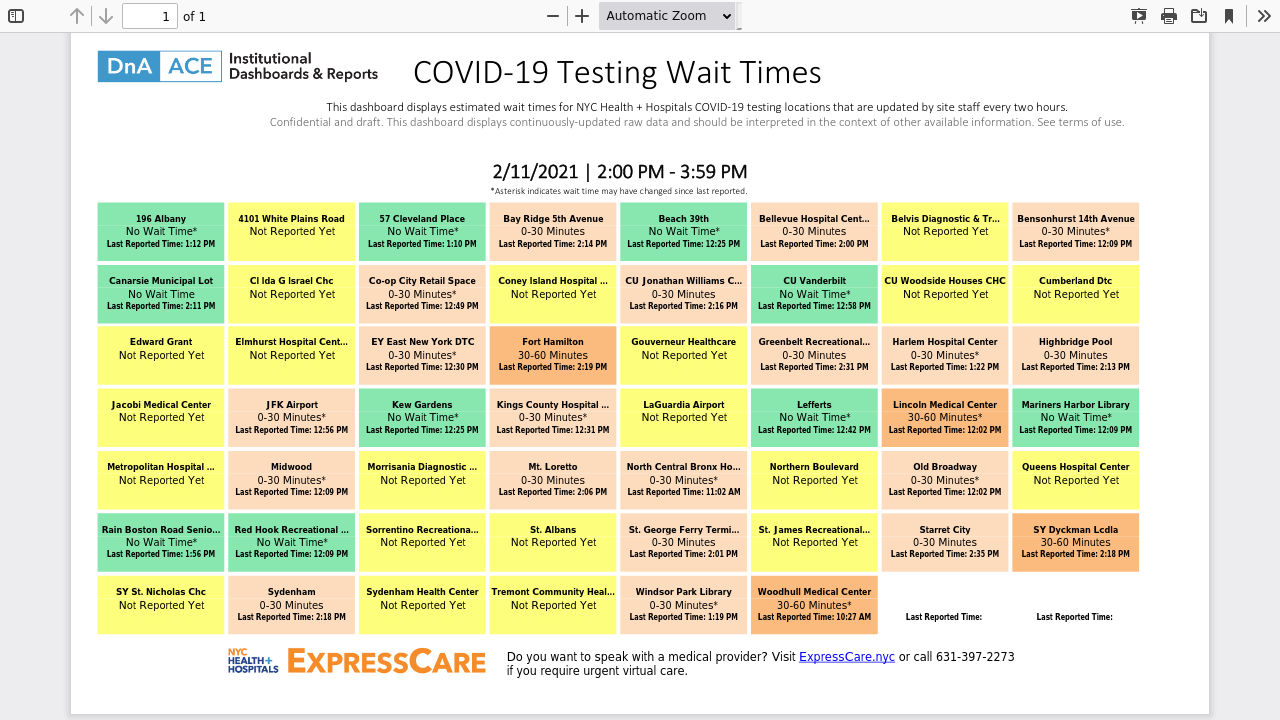 1 of 1 Automatic Zoom
DnA ACE Institutional Dashboards & Reports
COVID-19 Testing Wait Times
This dashboard displays estimated wait times for NYC Health + Hospitals COVID-19 testing locations that are updated by site staff every two hours.
Confidential and draft. This dashboard displays continuously-updated raw data and should be interpreted in the context of other available information. See terms of use.
2/11/2021 | 2:00 PM - 3:59 PM
*Asterisk indicates wait time may have changed since last reported.
196 Albany
No Wait Time*
Last Reported Time: 1:12 PM
4101 White Plains Road
Not Reported Yet
57 Cleveland Place
No Wait Time*
Last Reported Time: 1:10 PM
Bay Ridge 5th Avenue
0-30 Minutes
Last Reported Time: 2:14 PM
Beach 39th
No Wait Time*
Last Reported Time: 12:25 PM
Bellevue Hospital Cent...
0-30 Minutes
Last Reported Time: 2:00 PM
Belvis Diagnostic & Tr...
Not Reported Yet
Bensonhurst 14th Avenue
0-30 Minutes*
Last Reported Time: 12:09 PM
Canarsie Municipal Lot
No Wait Time
Last Reported Time: 2:11 PM
CI Ida G Israel Chc
Not Reported Yet
Co-op City Retail Space
0-30 Minutes*
Last Reported Time: 12:49 PM
Coney Island Hospital ...
Not Reported Yet
CU Jonathan Williams C...
0-30 Minutes
Last Reported Time: 2:16 PM
CU Vanderbilt
No Wait Time*
Last Reported Time: 12:58 PM
CU Woodside Houses CHC
Not Reported Yet
Cumberland Dtc
Not Reported Yet
Edward Grant
Not Reported Yet
Elmhurst Hospital Cent...
Not Reported Yet
EY East New York DTC
0-30 Minutes*
Last Reported Time: 12:30 PM
Fort Hamilton
30-60 Minutes
Last Reported Time: 2:19 PM
Gouverneur Healthcare
Not Reported Yet
Greenbelt Recreational...
0-30 Minutes
Last Reported Time: 2:31 PM
Harlem Hospital Center
0-30 Minutes*
Last Reported Time: 1:22 PM
Highbridge Pool
0-30 Minutes
Last Reported Time: 2:13 PM
Jacobi Medical Center
Not Reported Yet
JFK Airport
0-30 Minutes*
Last Reported Time: 12:56 PM
Kew Gardens
No Wait Time*
Last Reported Time: 12:25 PM
Kings County Hospital ...
0-30 Minutes*
Last Reported Time: 12:31 PM
LaGuardia Airport
Not Reported Yet
Lefferts
No Wait Time*
Last Reported Time: 12:42 PM
Lincoln Medical Center
30-60 Minutes*
Last Reported Time: 12:02 PM
Mariners Harbor Library
No Wait Time*
Last Reported Time: 12:09 PM
Metropolitan Hospital ...
Not Reported Yet
Midwood
0-30 Minutes*
Last Reported Time: 12:09 PM
Morrisania Diagnostic ...
Not Reported Yet
Mt. Loretto
0-30 Minutes
Last Reported Time: 2:06 PM
North Central Bronx Ho...
0-30 Minutes*
Last Reported Time: 11:02 AM
Northern Boulevard
Not Reported Yet
Old Broadway
0-30 Minutes*
Last Reported Time: 12:02 PM
Queens Hospital Center
Not Reported Yet
Rain Boston Road Senio...
No Wait Time*
Last Reported Time: 1:56 PM
Red Hook Recreational ...
No Wait Time*
Last Reported Time: 12:09 PM
Sorrentino Recreationa...
Not Reported Yet
St. Albans
Not Reported Yet
St. George Ferry Termi...
0-30 Minutes
Last Reported Time: 2:01 PM
St. James Recreational...
Not Reported Yet
Starret City
0-30 Minutes
Last Reported Time: 2:35 PM
SY Dyckman Lcdla
30-60 Minutes
Last Reported Time: 2:18 PM
SY St. Nicholas Chc
Not Reported Yet
Sydenham
0-30 Minutes
Last Reported Time: 2:18 PM
Sydenham Health Center
Not Reported Yet
Tremont Community Heal...
Not Reported Yet
Windsor Park Library
0-30 Minutes*
Last Reported Time: 1:19 PM
Woodhull Medical Center
30-60 Minutes*
Last Reported Time: 10:27 AM
Last Reported Time:
Last Reported Time:
NYC
HEALTH+
HOSPITALS
EXPRESSCARE
Do you want to speak with a medical provider? Visit ExpressCare.nyc or call 631-397-2273
if you require urgent virtual care.